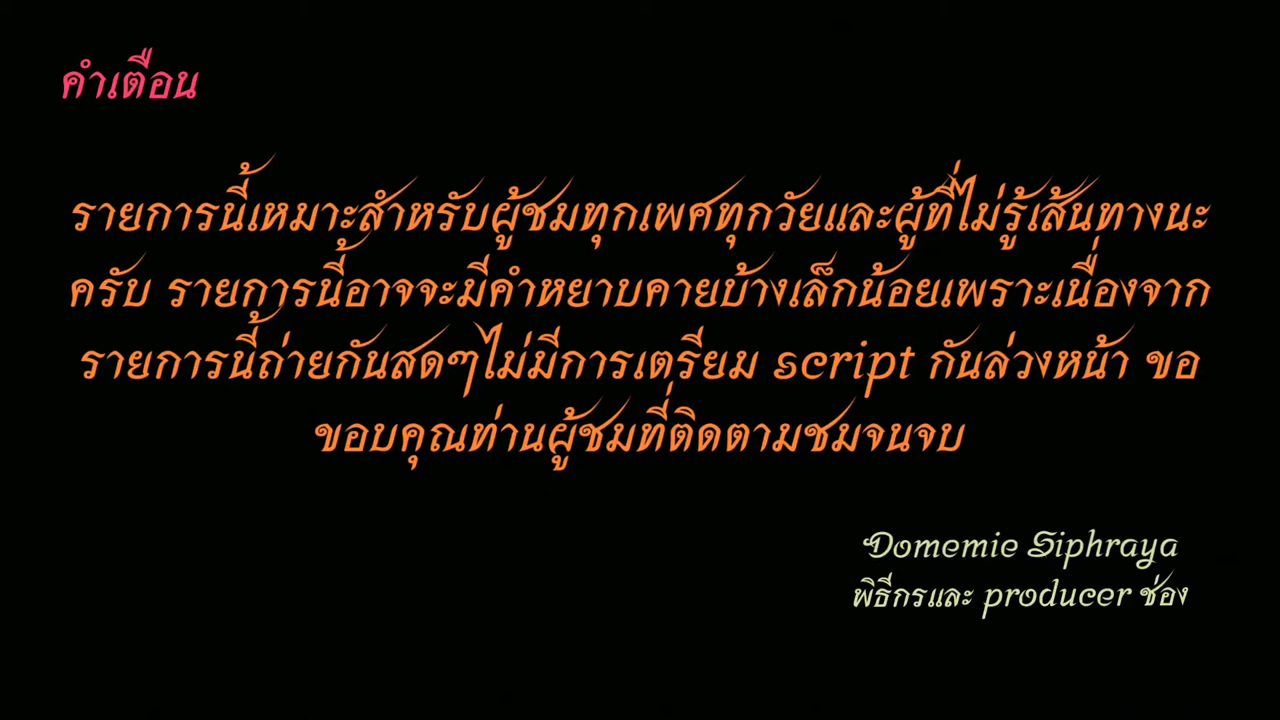 คำเตือน
รายการนี้เหมาะสำหรับผู้ชมทุกเพศทุกวัยและผู้ที่ไม่รู้เส้นทางนะ
ครับ รายการนี้อาจจะมีคำหยาบคายบ้างเล็กน้อยเพราะเนื่องจาก
รายการนี้ถ่ายกันสดๆไม่มีการเตรียม script กันล่วงหน้า ขอ
ขอบคุณท่านผู้ชมที่ติดตามชมจนจบ
Domemie Siphraya
พิธีกรและ producer ช่อง